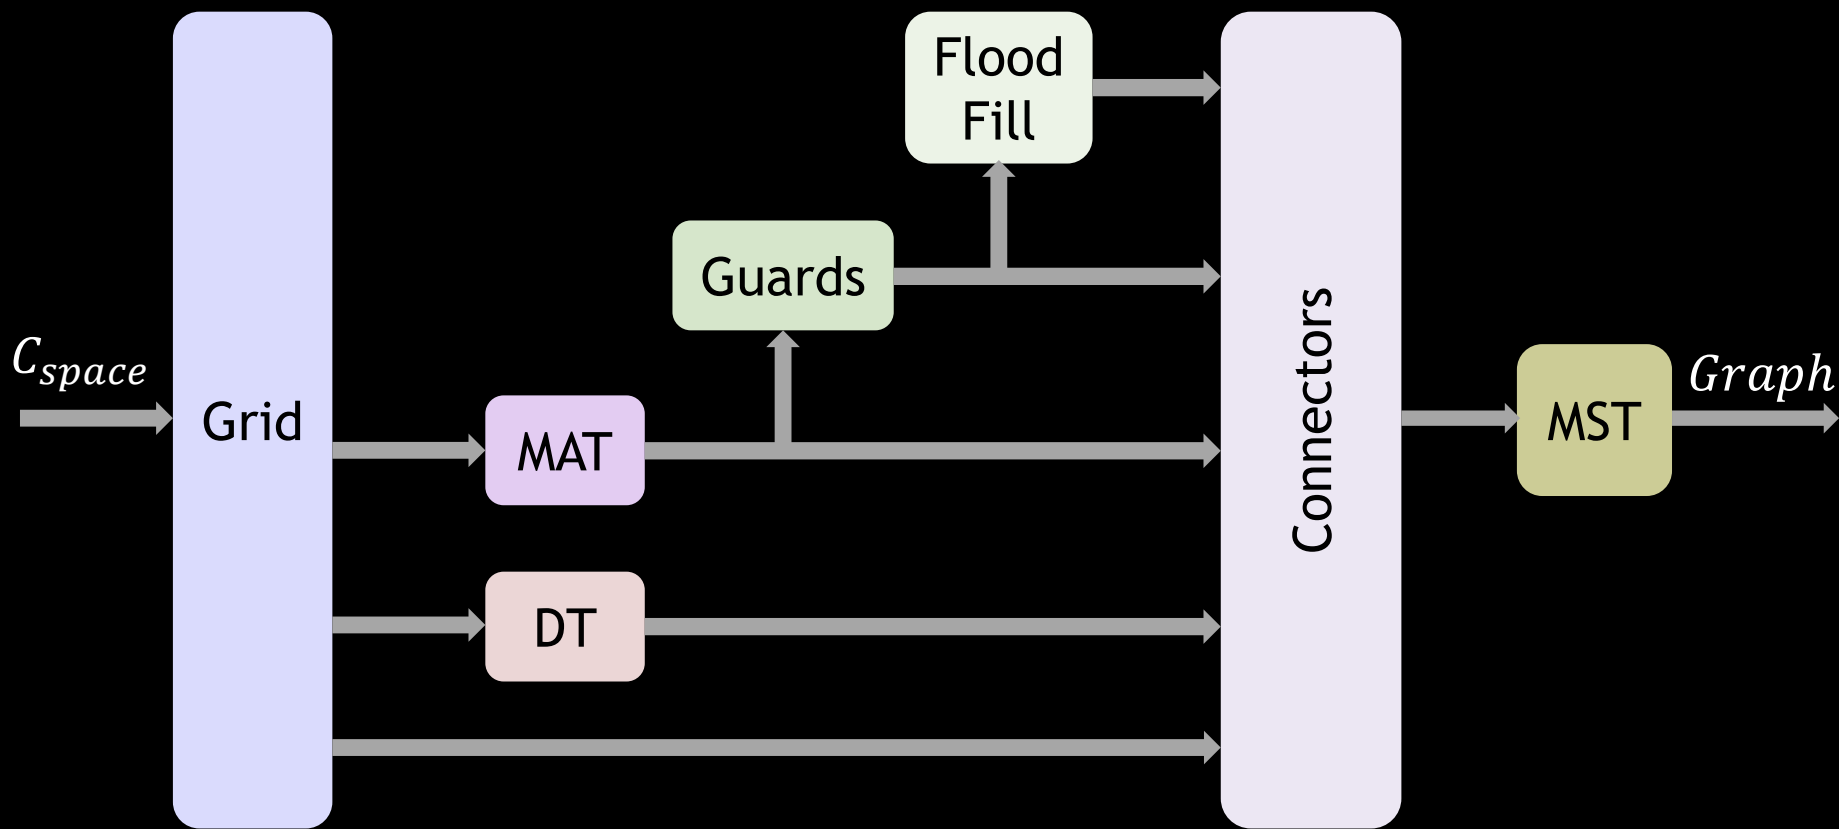 Flood
Fill
Guards
C_space
Grid
MAT
DT
Connectors
MST
Graph